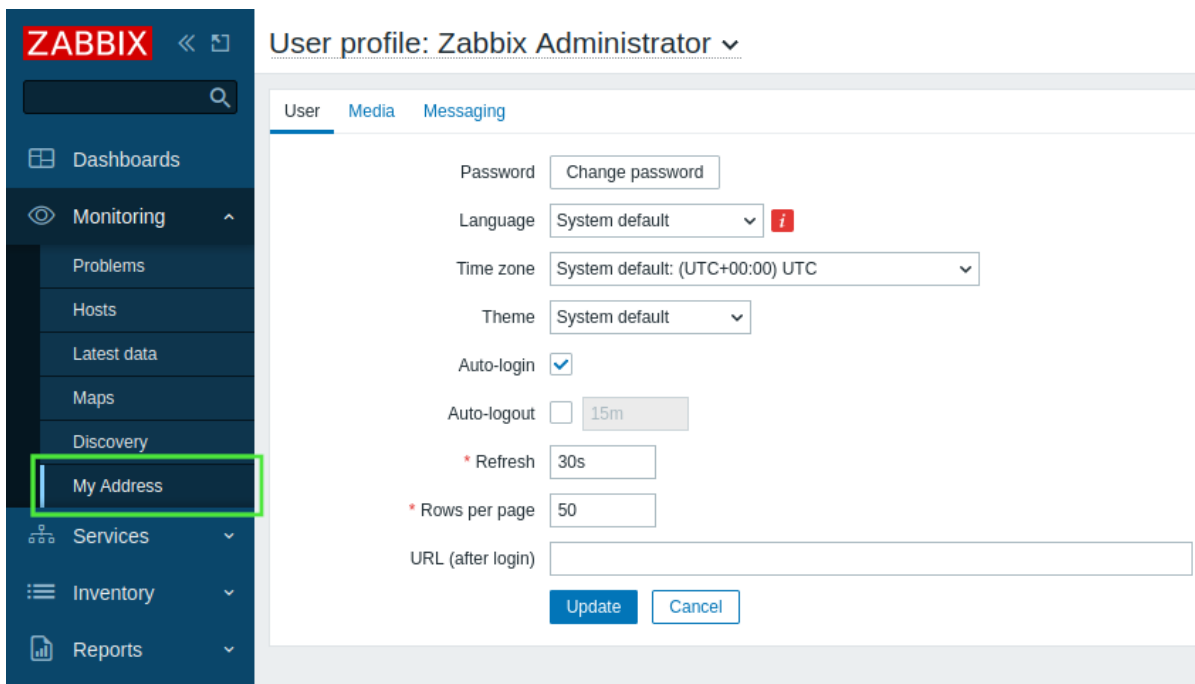 ZABBIX
Dashboards
Monitoring
Problems
Hosts
Latest data
Maps
Discovery
My Address
Services
Inventory
Reports
User profile: Zabbix Administrator
User Media Messaging
Password Change password
Language System default i
Time zone System default: (UTC+00:00) UTC
Theme System default
Auto-login
Auto-logout 15m
* Refresh 30s
* Rows per page 50
URL (after login)
Update Cancel